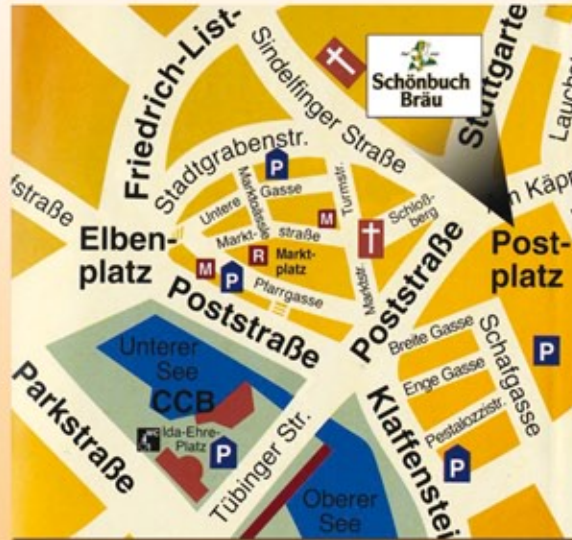 Friedrich-List-
Sindelfinger Straße
Schönbuch
Bräu
Stuttgarte
Lauchs
Stadtgrabenstr.
P
fstraße
Untere Gasse
Turmstr.
Schloß-
berg
Elben-
platz
Markt-
straße
M
R
Markt-
platz
Marktstr.
Post-
platz
M
P
Pfarrgasse
Poststraße
Poststraße
Unterer
See
CCB
Breite Gasse
Schafgasse
P
Enge Gasse
Parkstraße
Ida-Ehre-
Platz
P
Pestalozzistr.
Klaffenstei
P
Tübinger Str.
Oberer
See